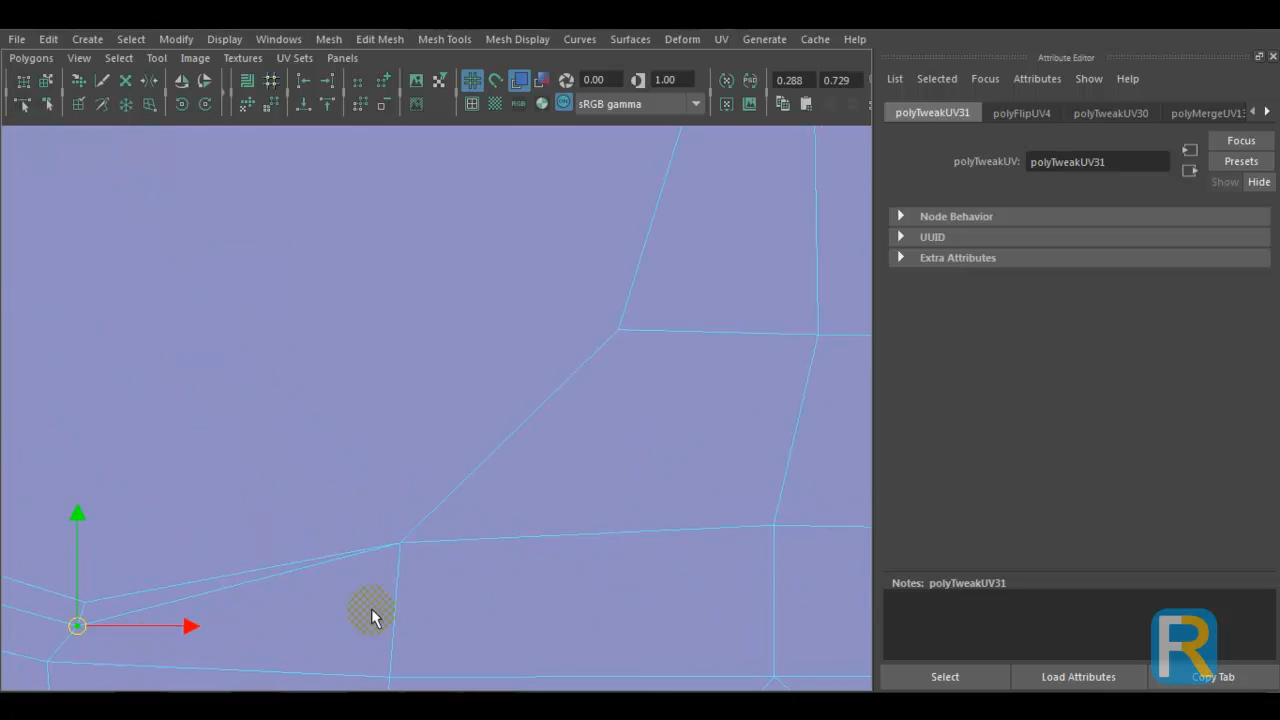 File Edit Create Select Modify Display Windows Mesh Edit Mesh Mesh Tools Mesh Display Curves Surfaces Deform UV Generate Cache Help
Polygons View Select Tool Image Textures UV Sets Panels
0.00 1.00 0.288 0.729
RGB ON sRGB gamma
Attribute Editor
List Selected Focus Attributes Show Help
polyTweakUV31 polyFlipUV4 polyTweakUV30 polyMergeUV1
Focus
polyTweakUV: polyTweakUV31 Presets
Show Hide
Node Behavior
UUID
Extra Attributes
Notes: polyTweakUV31
Select Load Attributes Copy Tab